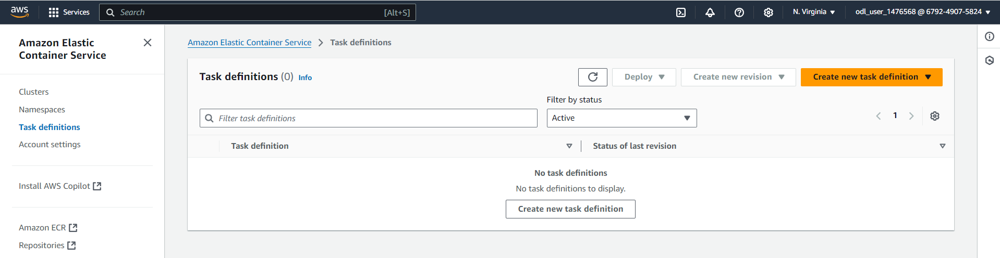 aws
Services
Search
[Alt+S]
N. Virginia
odl_user_1476568 @ 6792-4907-5824
Amazon Elastic
Container Service
Clusters
Namespaces
Task definitions
Account settings
Install AWS Copilot
Amazon ECR
Repositories
Amazon Elastic Container Service > Task definitions
Task definitions (0) Info
Deploy
Create new revision
Create new task definition
Filter by status
Filter task definitions
Active
1
Task definition
Status of last revision
No task definitions
No task definitions to display.
Create new task definition